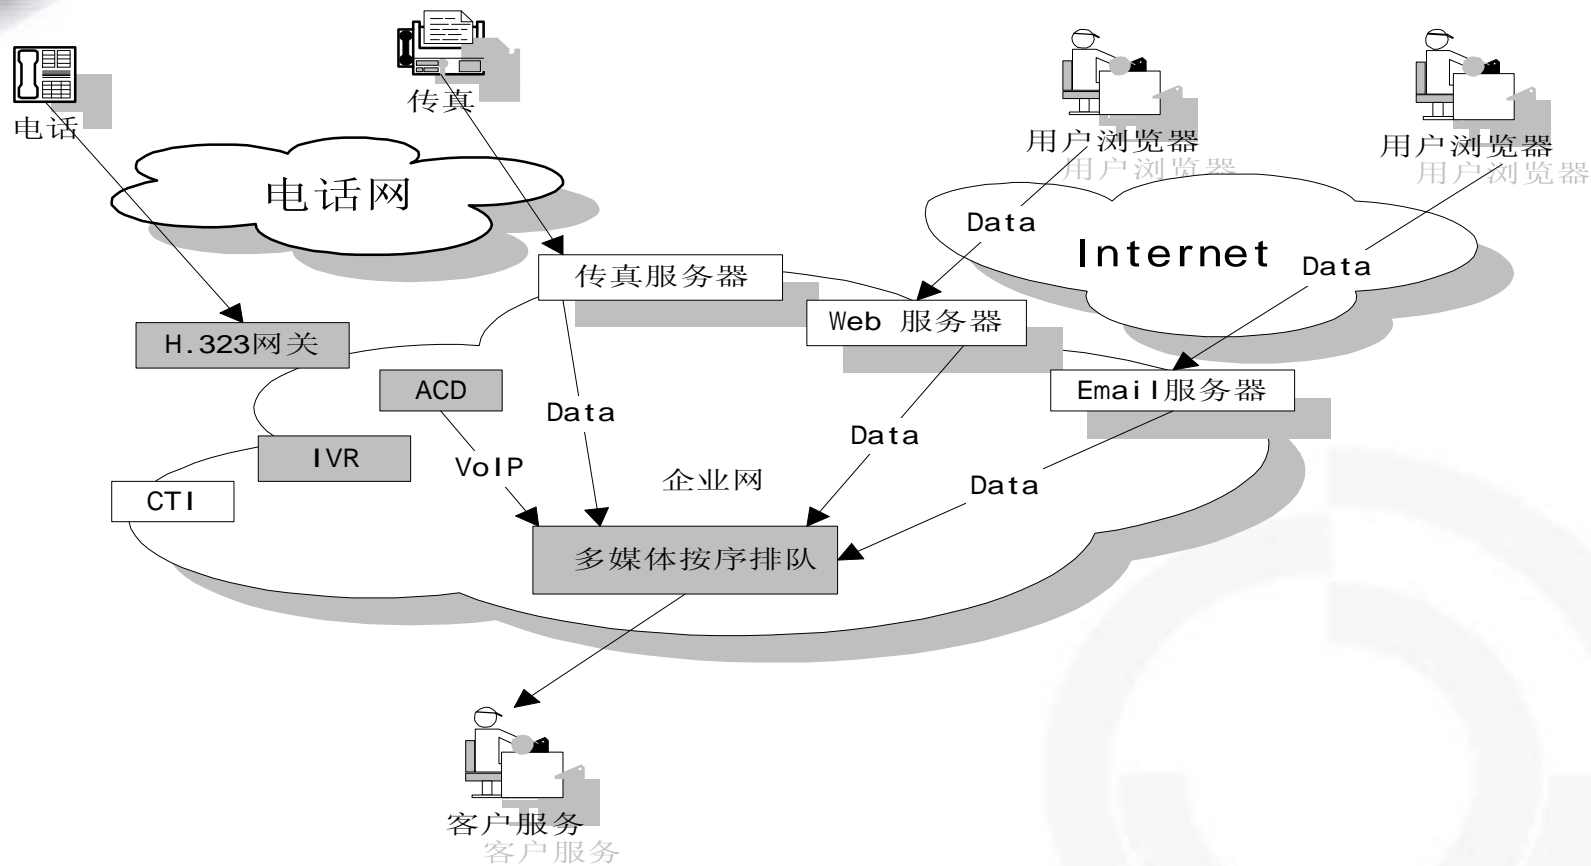 传真
电话
用户浏览器
用户浏览器
用户浏览器
用户浏览器
电话网
Data
Internet
Data
传真服务器
Web 服务器
H.323网关
ACD
Email服务器
Data
Data
IVR
VoIP
企业网
Data
CTI
多媒体按序排队
客户服务
客户服务